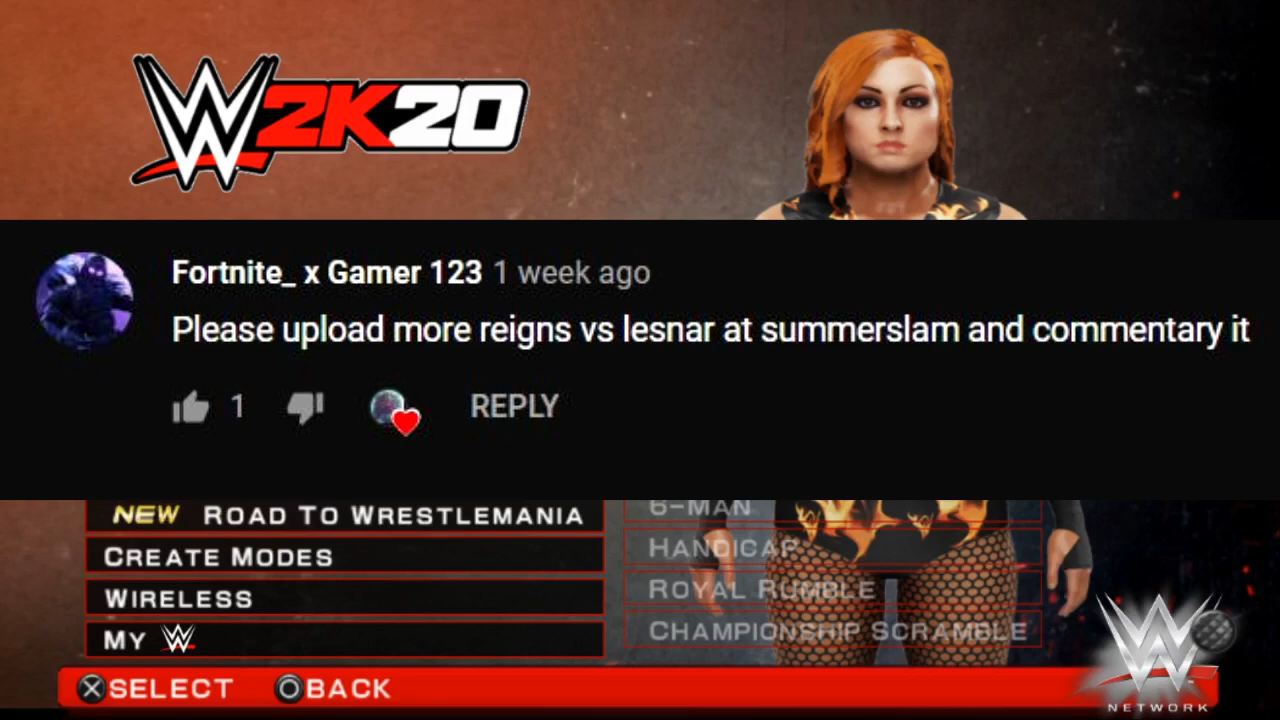 W2K20
Fortnite_ x Gamer 123 1 week ago
Please upload more reigns vs lesnar at summerslam and commentary it
1
REPLY
NEW ROAD TO WRESTLEMANIA
6-MAN
CREATE MODES
HANDICAP
WIRELESS
ROYAL RUMBLE
MY W
CHAMPIONSHIP SCRAMBLE
SELECT BACK
W
NETWORK